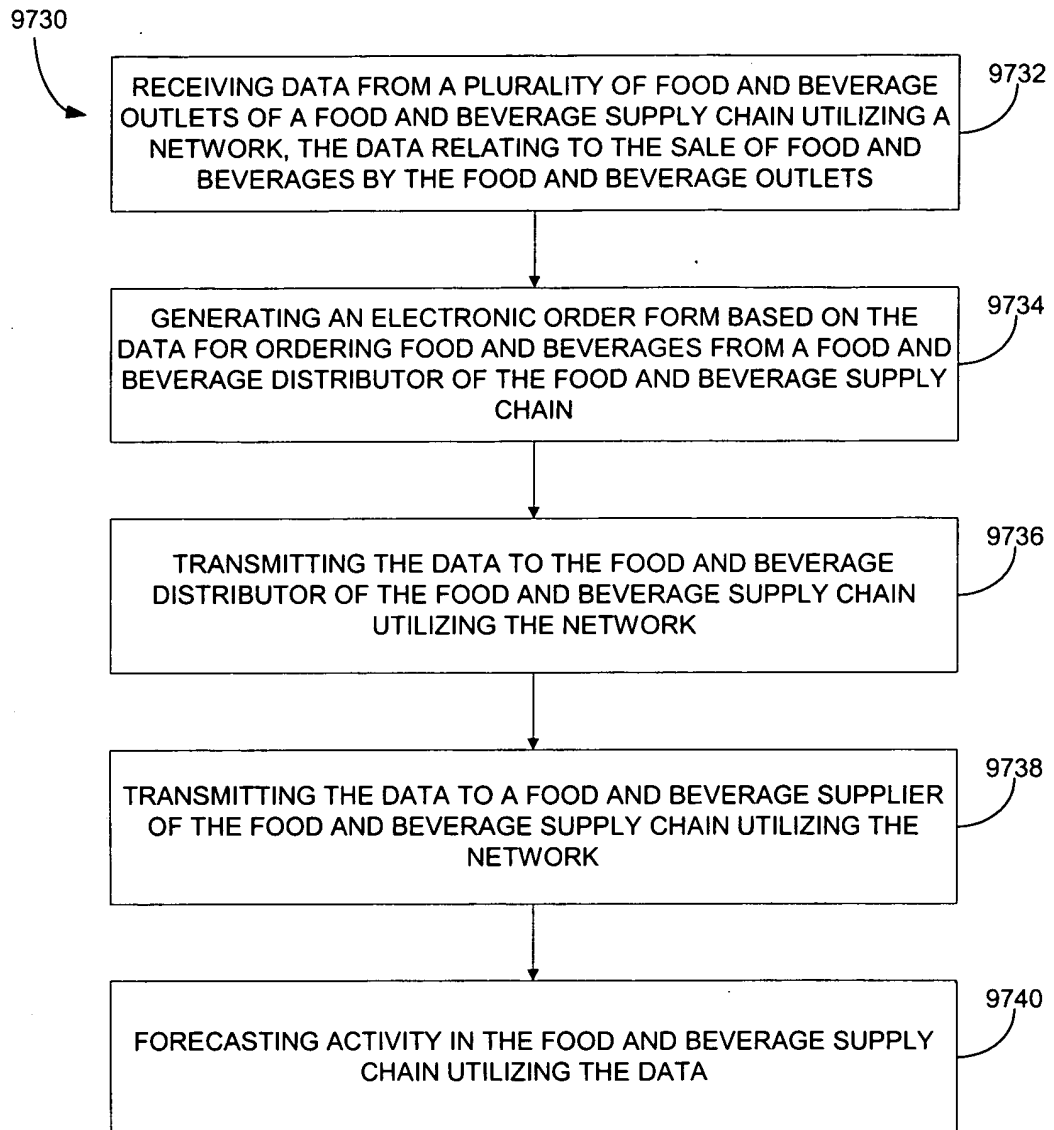 9730
9732
RECEIVING DATA FROM A PLURALITY OF FOOD AND BEVERAGE
OUTLETS OF A FOOD AND BEVERAGE SUPPLY CHAIN UTILIZING A
NETWORK, THE DATA RELATING TO THE SALE OF FOOD AND
BEVERAGES BY THE FOOD AND BEVERAGE OUTLETS
9734
GENERATING AN ELECTRONIC ORDER FORM BASED ON THE
DATA FOR ORDERING FOOD AND BEVERAGES FROM A FOOD AND
BEVERAGE DISTRIBUTOR OF THE FOOD AND BEVERAGE SUPPLY
CHAIN
9736
TRANSMITTING THE DATA TO THE FOOD AND BEVERAGE
DISTRIBUTOR OF THE FOOD AND BEVERAGE SUPPLY CHAIN
UTILIZING THE NETWORK
9738
TRANSMITTING THE DATA TO A FOOD AND BEVERAGE SUPPLIER
OF THE FOOD AND BEVERAGE SUPPLY CHAIN UTILIZING THE
NETWORK
9740
FORECASTING ACTIVITY IN THE FOOD AND BEVERAGE SUPPLY
CHAIN UTILIZING THE DATA